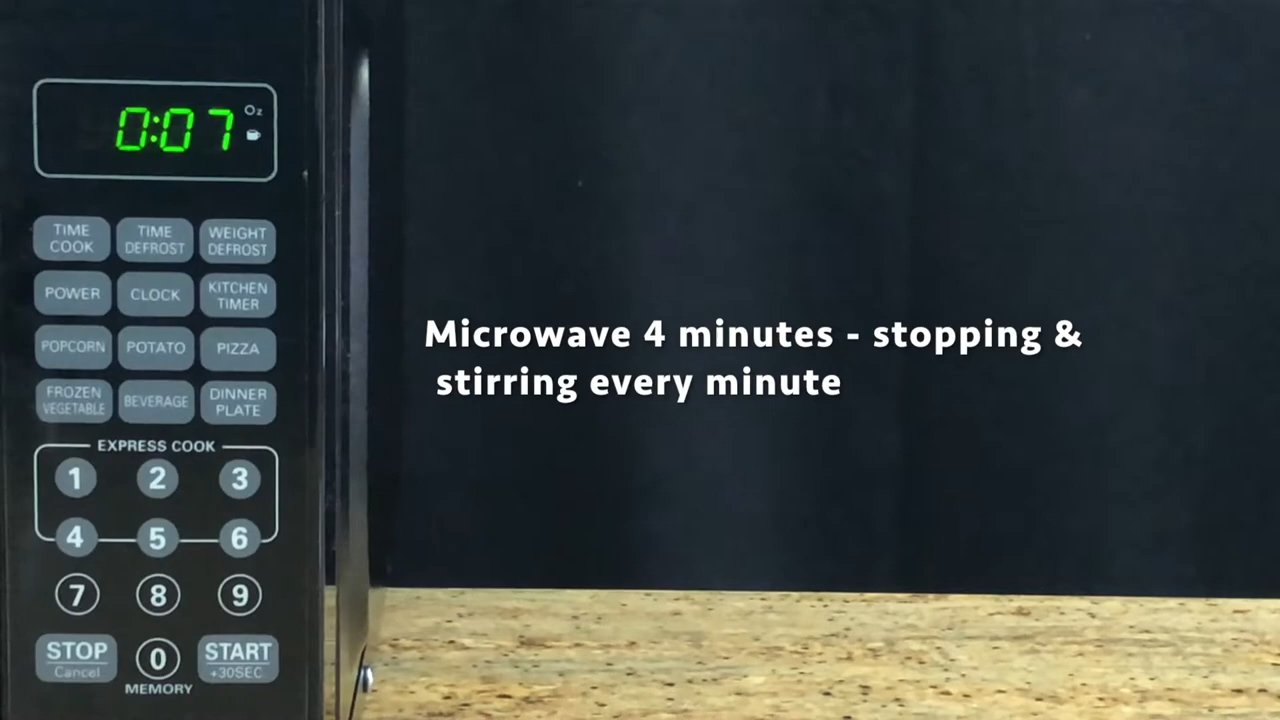 0:07
Oz
TIME COOK
TIME DEFROST
WEIGHT DEFROST
POWER
CLOCK
KITCHEN TIMER
POPCORN
POTATO
PIZZA
FROZEN VEGETABLE
BEVERAGE
DINNER PLATE
EXPRESS COOK
1 2 3
4 5 6
7 8 9
STOP
Cancel
0
MEMORY
START
+30SEC
Microwave 4 minutes - stopping &
stirring every minute